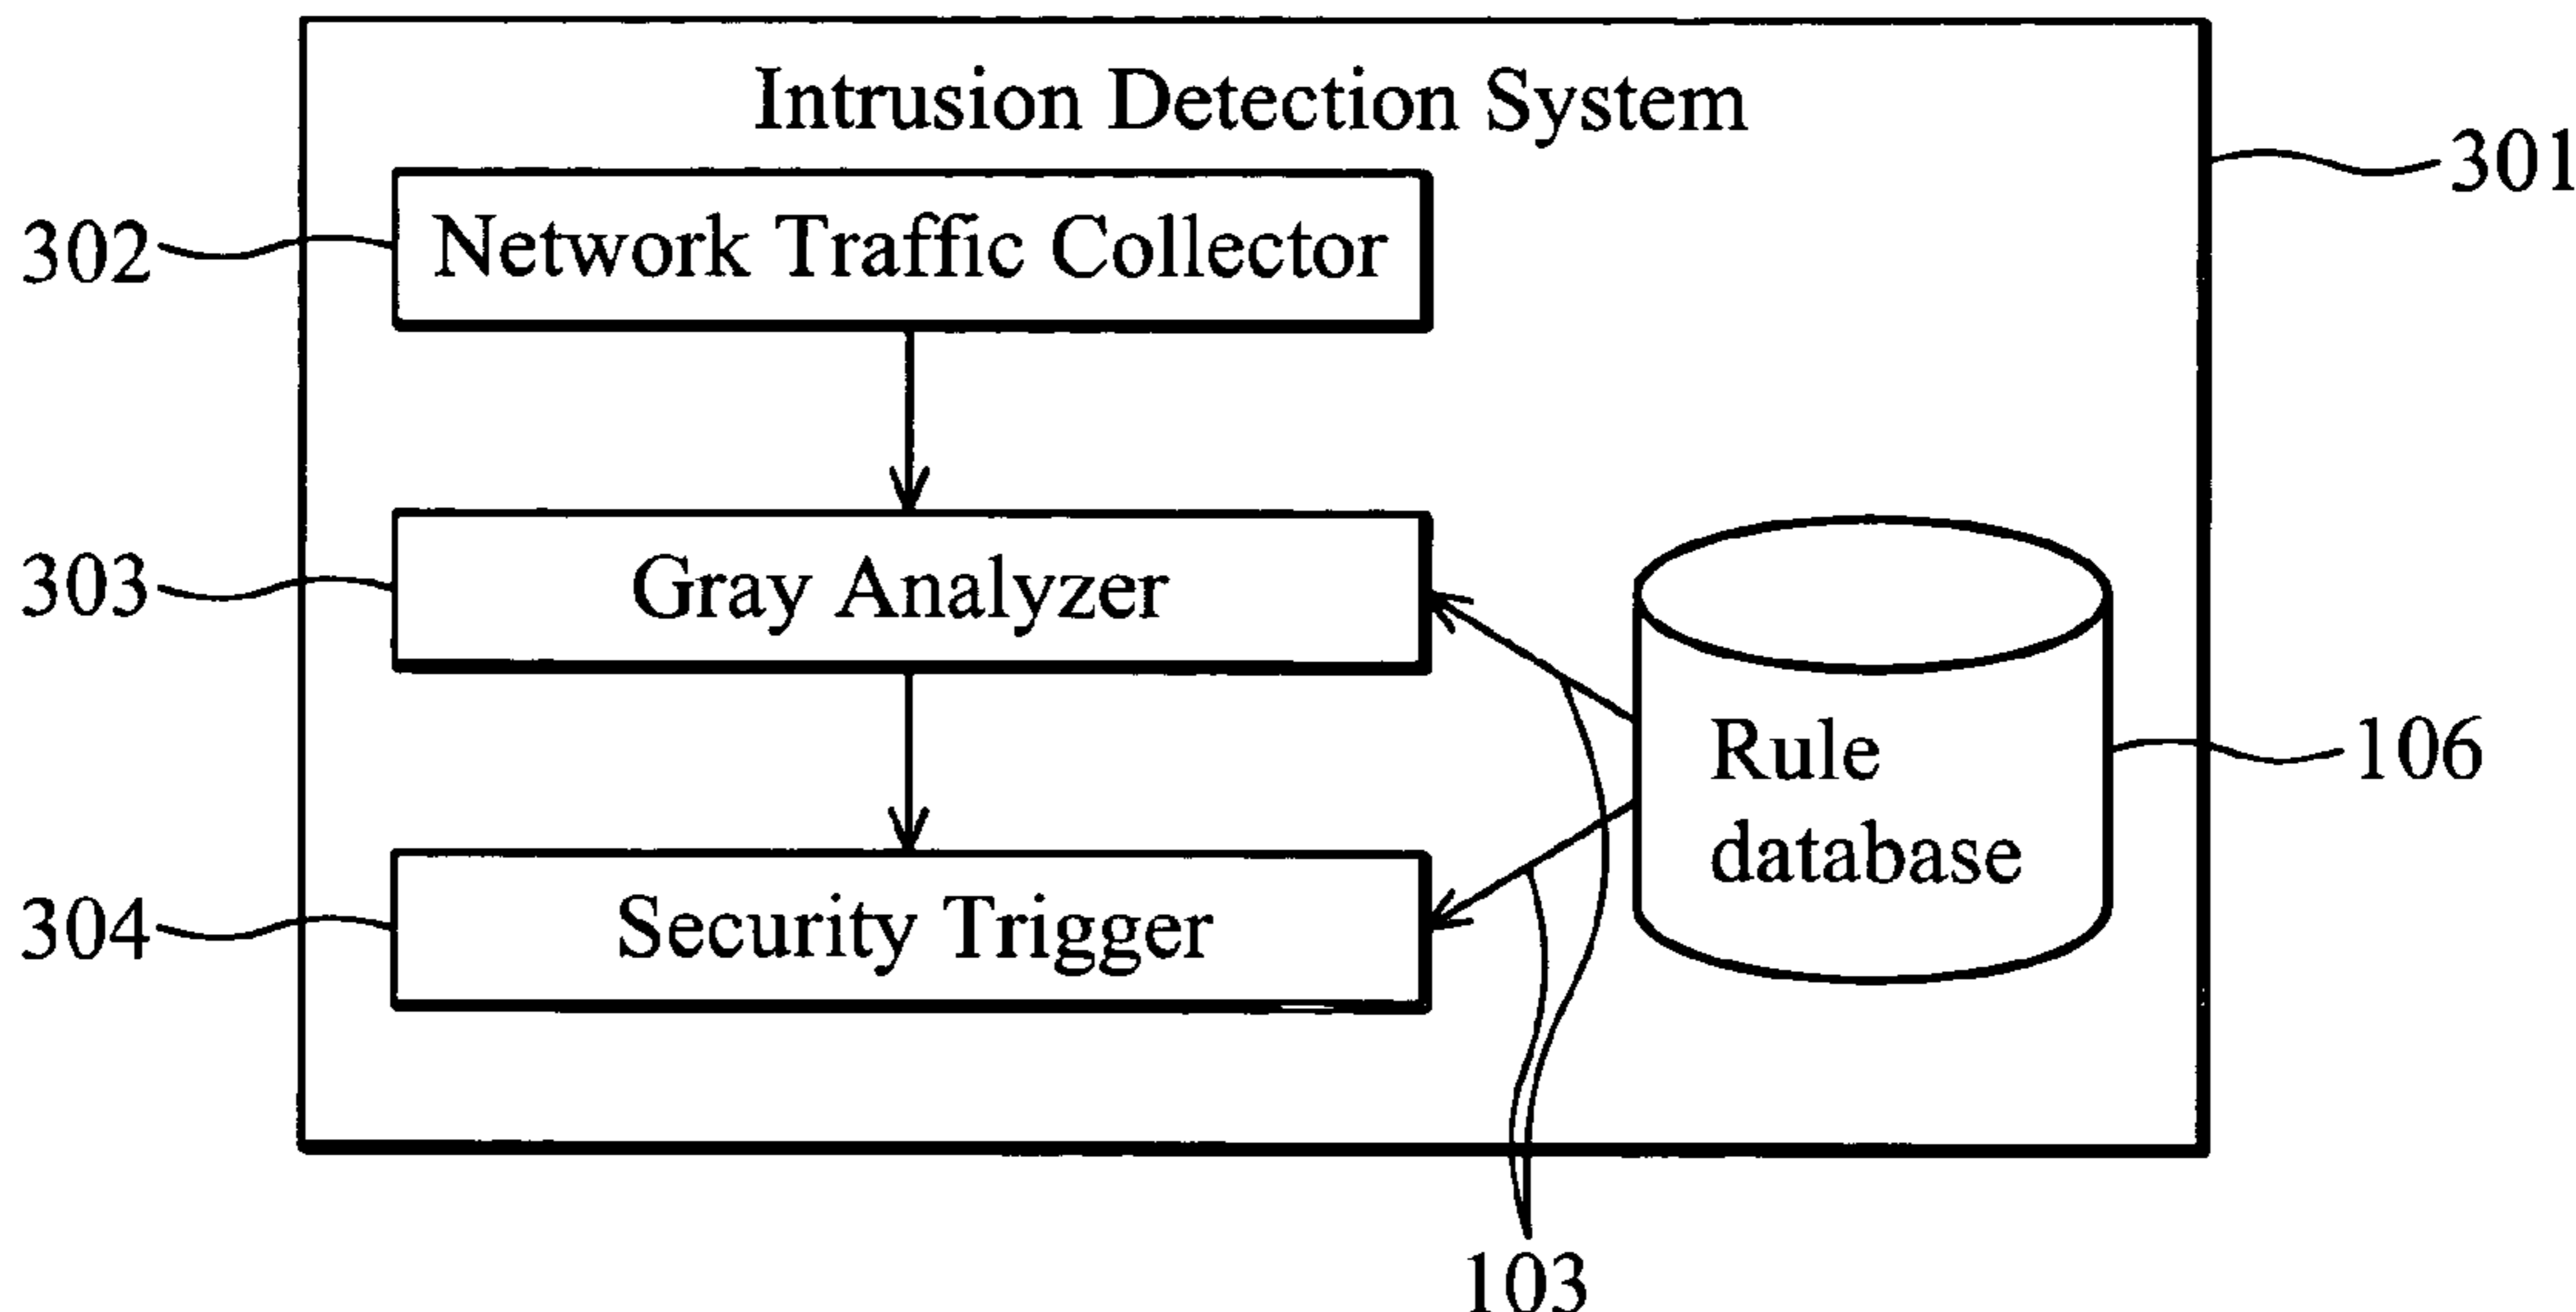 Intrusion Detection System
301
302
Network Traffic Collector
303
Gray Analyzer
Rule
database
106
304
Security Trigger
103